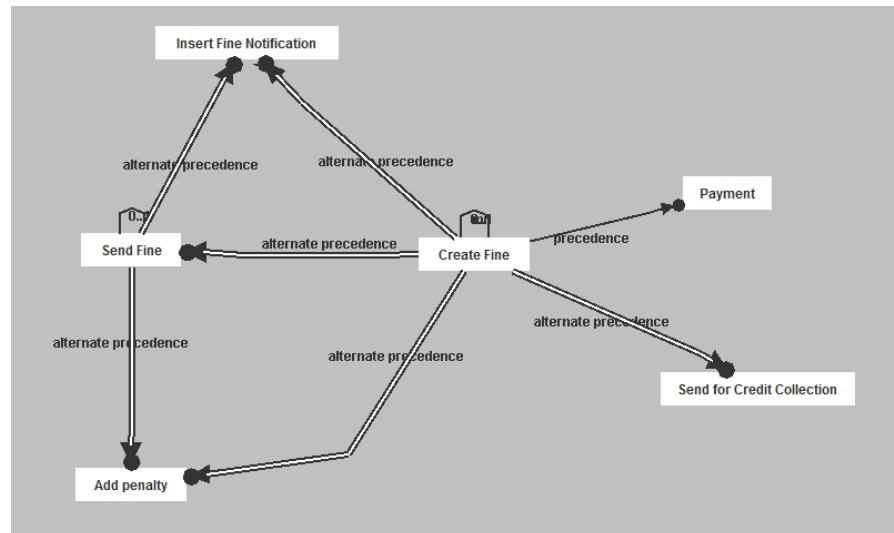 Insert Fine Notification
alternate precedence
alternate precedence
Payment
0..
Send Fine
alternate precedence
Create Fine
precedence
alternate precedence
alternate precedence
alternate precedence
Send for Credit Collection
Add penalty